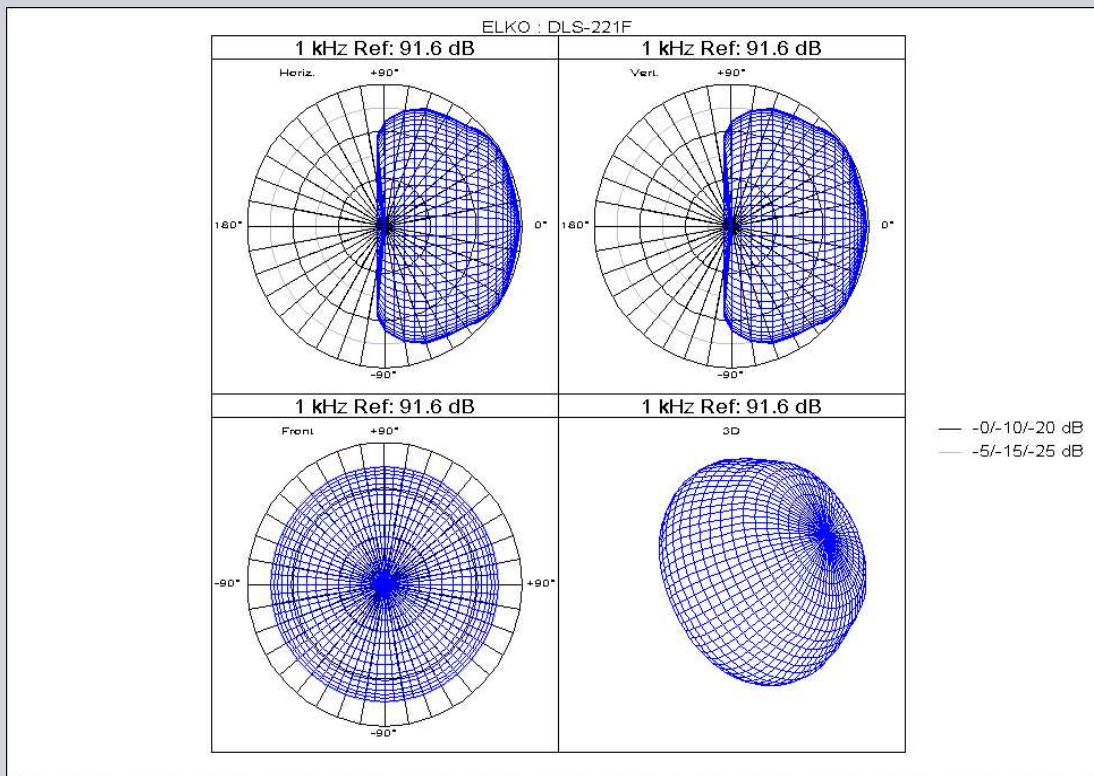 ELKO : DLS-221F
1 kHz Ref: 91.6 dB
1 kHz Ref: 91.6 dB
Horiz.
+90°
180°
0°
-90°
Vert.
+90°
180°
0°
-90°
1 kHz Ref: 91.6 dB
1 kHz Ref: 91.6 dB
Front
+90°
-90°
+90°
-90°
3D
-0/-10/-20 dB
-5/-15/-25 dB